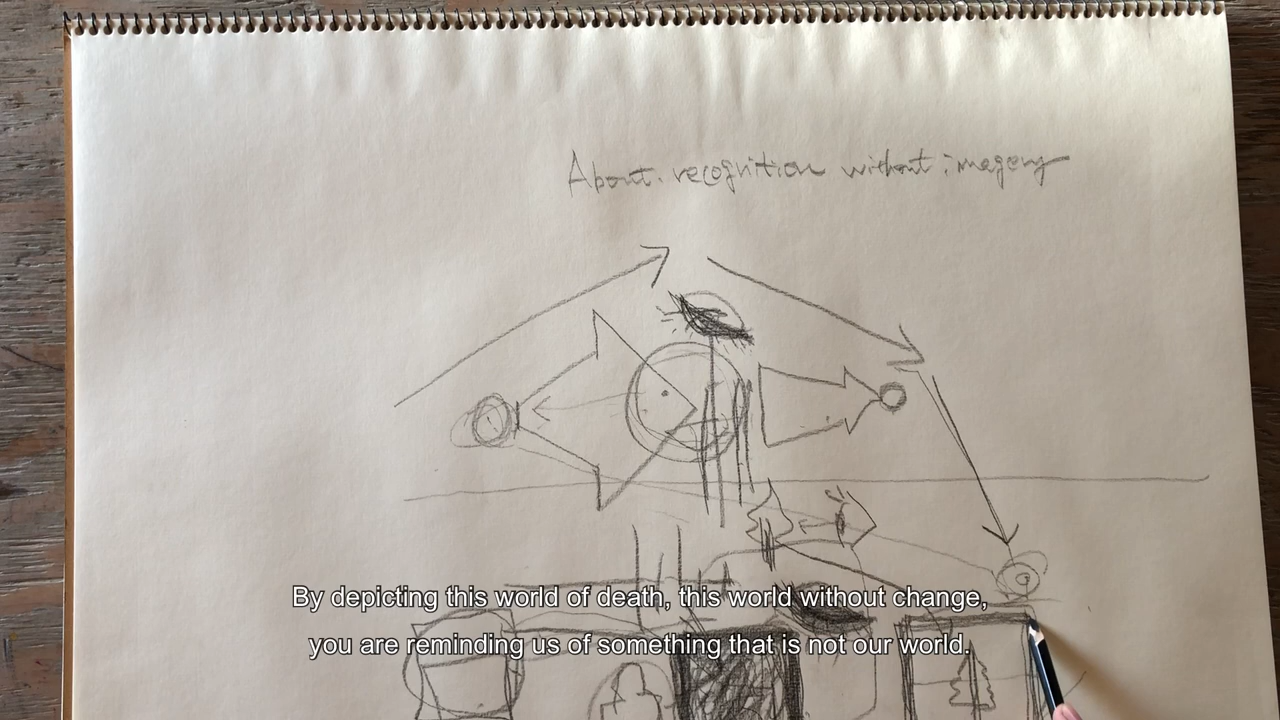 About. recognition without imagery
By depicting this world of death, this world without change,
you are reminding us of something that is not our world.